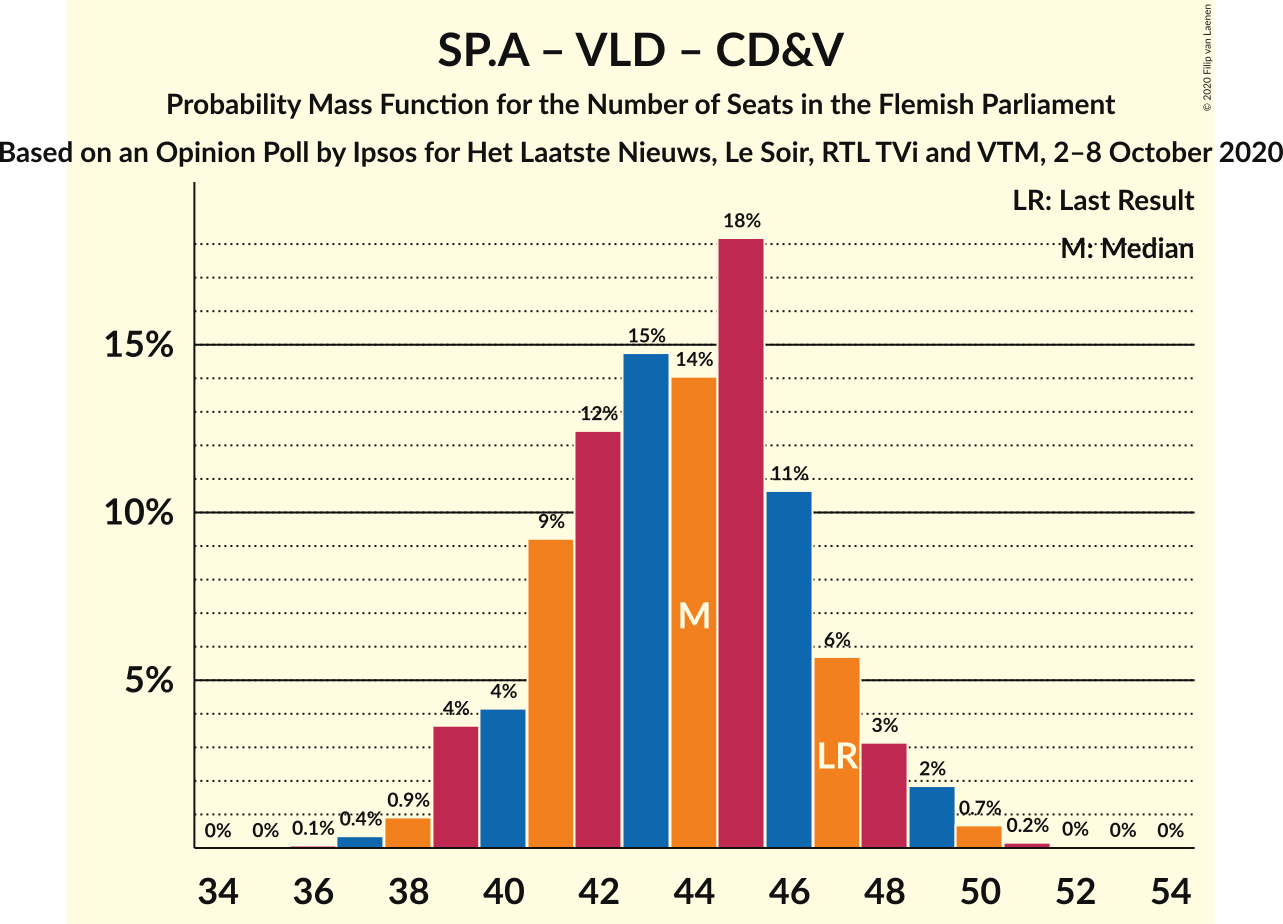 SP.A – VLD – CD&V
Probability Mass Function for the Number of Seats in the Flemish Parliament
Based on an Opinion Poll by Ipsos for Het Laatste Nieuws, Le Soir, RTL TVi and VTM, 2–8 October 2020
© 2020 Filip van Laenen
LR: Last Result
M: Median
15%
10%
5%
0% 0% 0.1% 0.4% 0.9% 4% 4% 9% 12% 15% 14% 18% 11% 6% 3% 2% 0.7% 0.2% 0% 0% 0%
M
LR
34 36 38 40 42 44 46 48 50 52 54